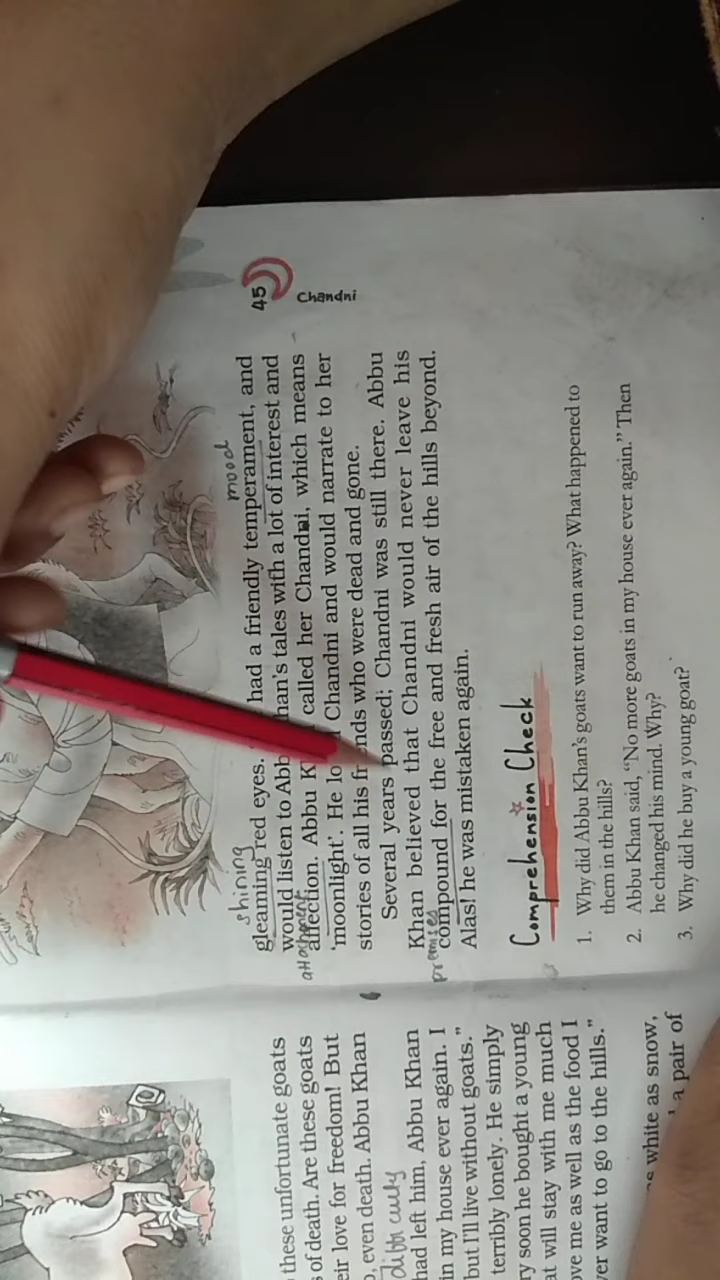 these unfortunate goats
s of death. Are these goats
eir love for freedom! But
, even death. Abbu Khan
had left him, Abbu Khan
in my house ever again. I
but I'll live without goats."
terribly lonely. He simply
ry soon he bought a young
at will stay with me much
ve me as well as the food I
er want to go to the hills."
white as snow,
a pair of
45
Chandni
shining
mood
gleaming red eyes. had a friendly temperament, and
would listen to Abb han's tales with a lot of interest and
attachment
affection. Abbu K called her Chandni, which means
'moonlight'. He lo Chandni and would narrate to her
stories of all his fr nds who were dead and gone.
Several years passed; Chandni was still there. Abbu
Khan believed that Chandni would never leave his
premises
compound for the free and fresh air of the hills beyond.
Alas! he was mistaken again.
Comprehension Check
1. Why did Abbu Khan's goats want to run away? What happened to
them in the hills?
2. Abbu Khan said, "No more goats in my house ever again." Then
he changed his mind. Why?
3. Why did he buy a young goat?